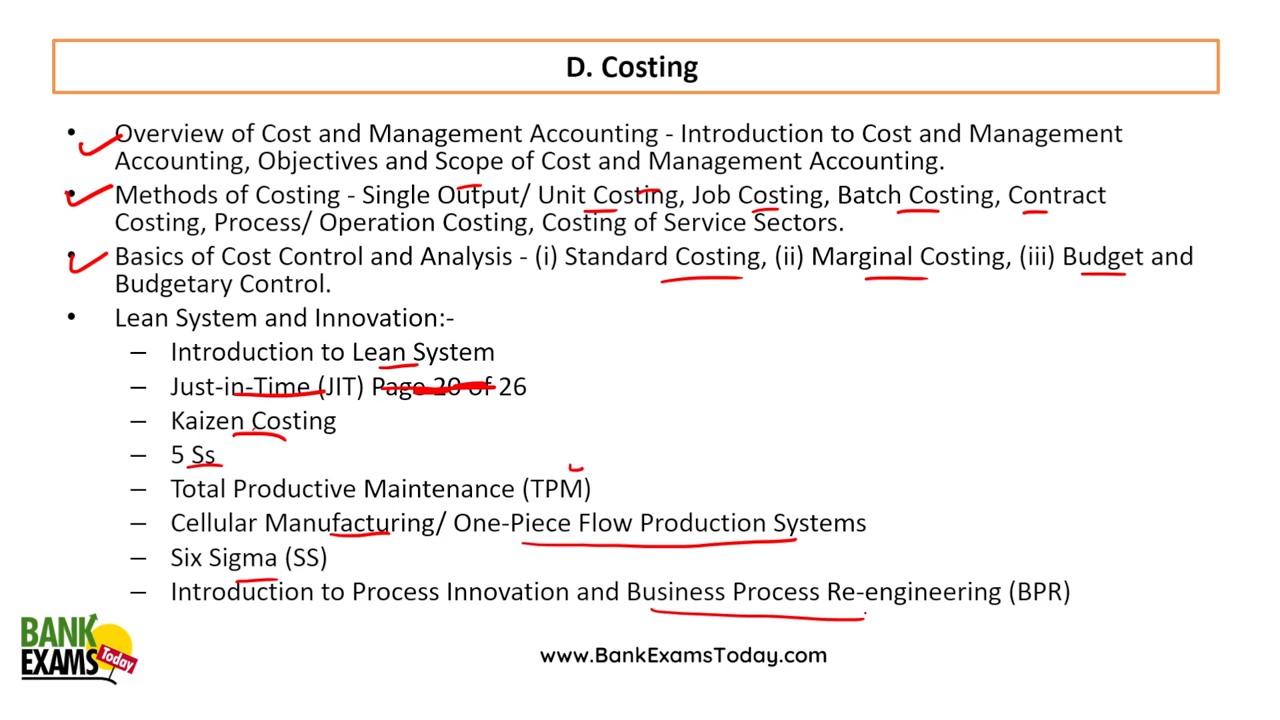 D. Costing
• Overview of Cost and Management Accounting - Introduction to Cost and Management
Accounting, Objectives and Scope of Cost and Management Accounting.
• Methods of Costing - Single Output/ Unit Costing, Job Costing, Batch Costing, Contract
Costing, Process/ Operation Costing, Costing of Service Sectors.
• Basics of Cost Control and Analysis - (i) Standard Costing, (ii) Marginal Costing, (iii) Budget and
Budgetary Control.
• Lean System and Innovation:-
– Introduction to Lean System
– Just-in-Time (JIT) Page 20 of 26
– Kaizen Costing
– 5 Ss
– Total Productive Maintenance (TPM)
– Cellular Manufacturing/ One-Piece Flow Production Systems
– Six Sigma (SS)
– Introduction to Process Innovation and Business Process Re-engineering (BPR)
BANK
EXAMS
Today
www.BankExamsToday.com